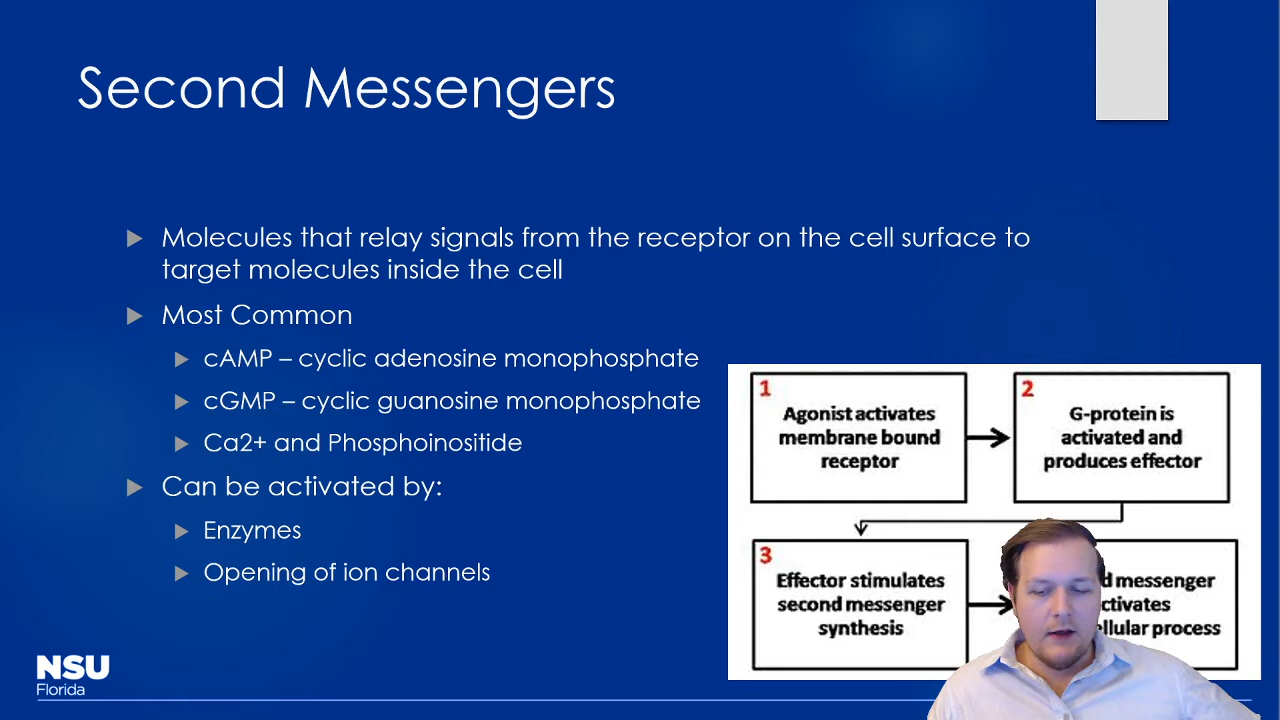 Second Messengers
Molecules that relay signals from the receptor on the cell surface to
target molecules inside the cell
Most Common
cAMP – cyclic adenosine monophosphate
cGMP – cyclic guanosine monophosphate
Ca2+ and Phosphoinositide
Can be activated by:
Enzymes
Opening of ion channels
1
Agonist activates
membrane bound
receptor
2
G-protein is
activated and
produces effector
3
Effector stimulates
second messenger
synthesis
messenger
process
NSU
Florida